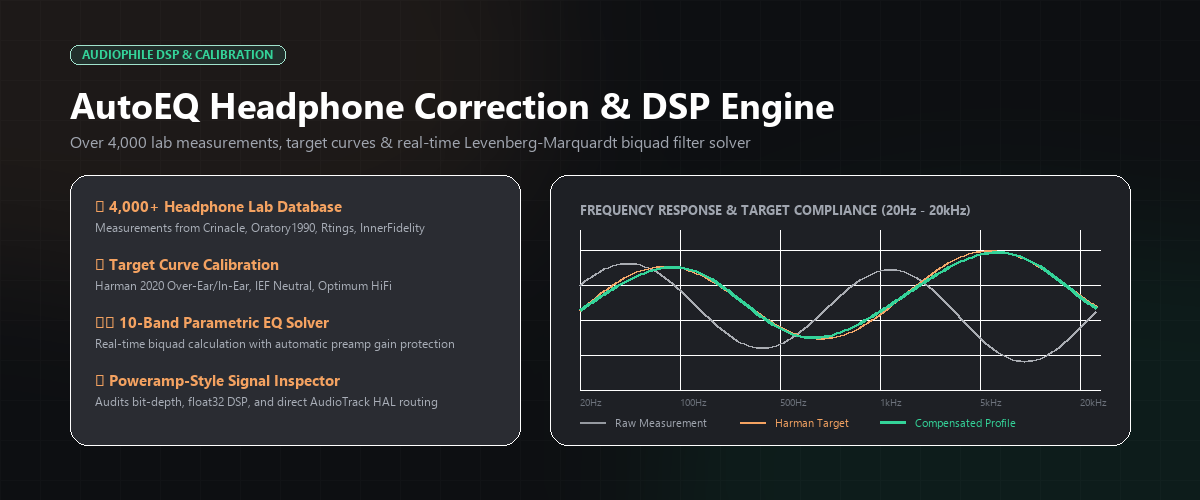 AUDIOPHILE DSP & CALIBRATION
AutoEQ Headphone Correction & DSP Engine
Over 4,000 lab measurements, target curves & real-time Levenberg-Marquardt biquad filter solver
4,000+ Headphone Lab Database
Measurements from Crinacle, Oratory1990, Rtings, InnerFidelity
Target Curve Calibration
Harman 2020 Over-Ear/In-Ear, IEF Neutral, Optimum HiFi
10-Band Parametric EQ Solver
Real-time biquad calculation with automatic preamp gain protection
Poweramp-Style Signal Inspector
Audits bit-depth, float32 DSP, and direct AudioTrack HAL routing
FREQUENCY RESPONSE & TARGET COMPLIANCE (20Hz - 20kHz)
20Hz 100Hz 500Hz 1kHz 5kHz 20kHz
Raw Measurement Harman Target Compensated Profile